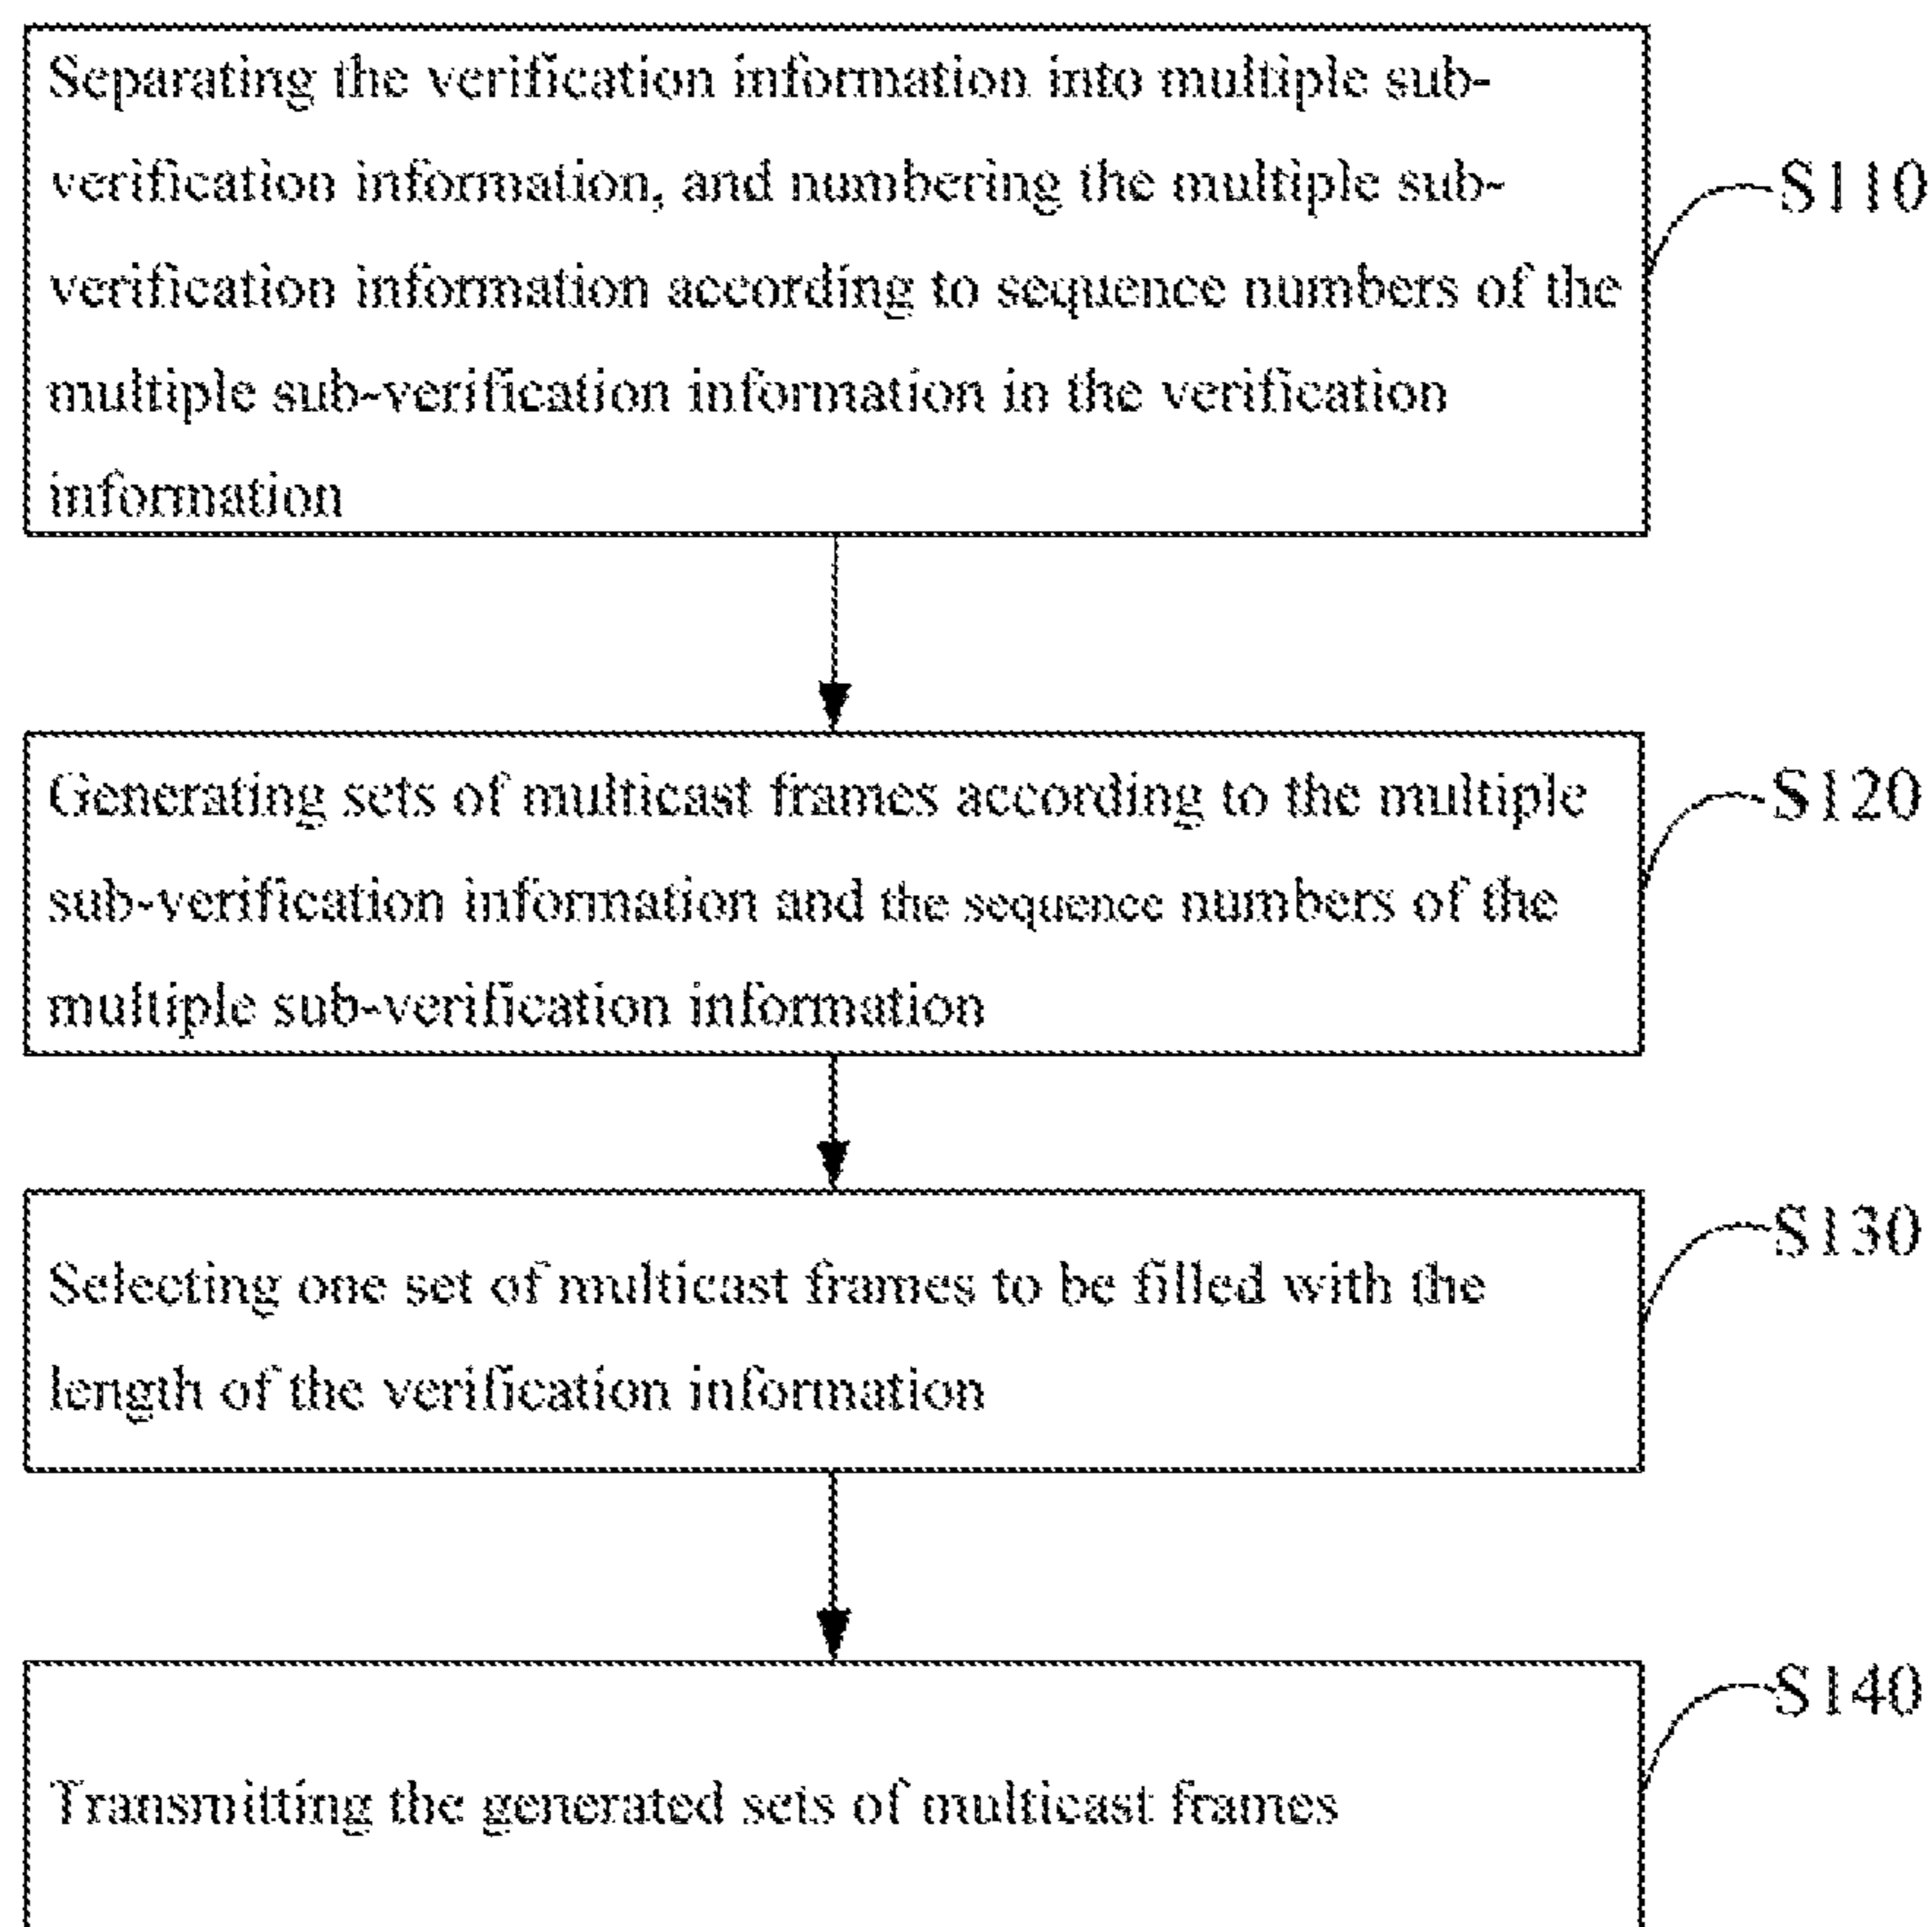 Separating the verification information into multiple sub-
verification information, and numbering the multiple sub-
S110
verification information according to sequence numbers of the
multiple sub-verification information in the verification
information
Generating sets of multicast frames according to the multiple
S120
sub-verification information and the sequence numbers of the
multiple sub-verification information
S130
Selecting one set of multicast frames to be filled with the
length of the verification information
S140
Transmitting the generated sets of multicast frames